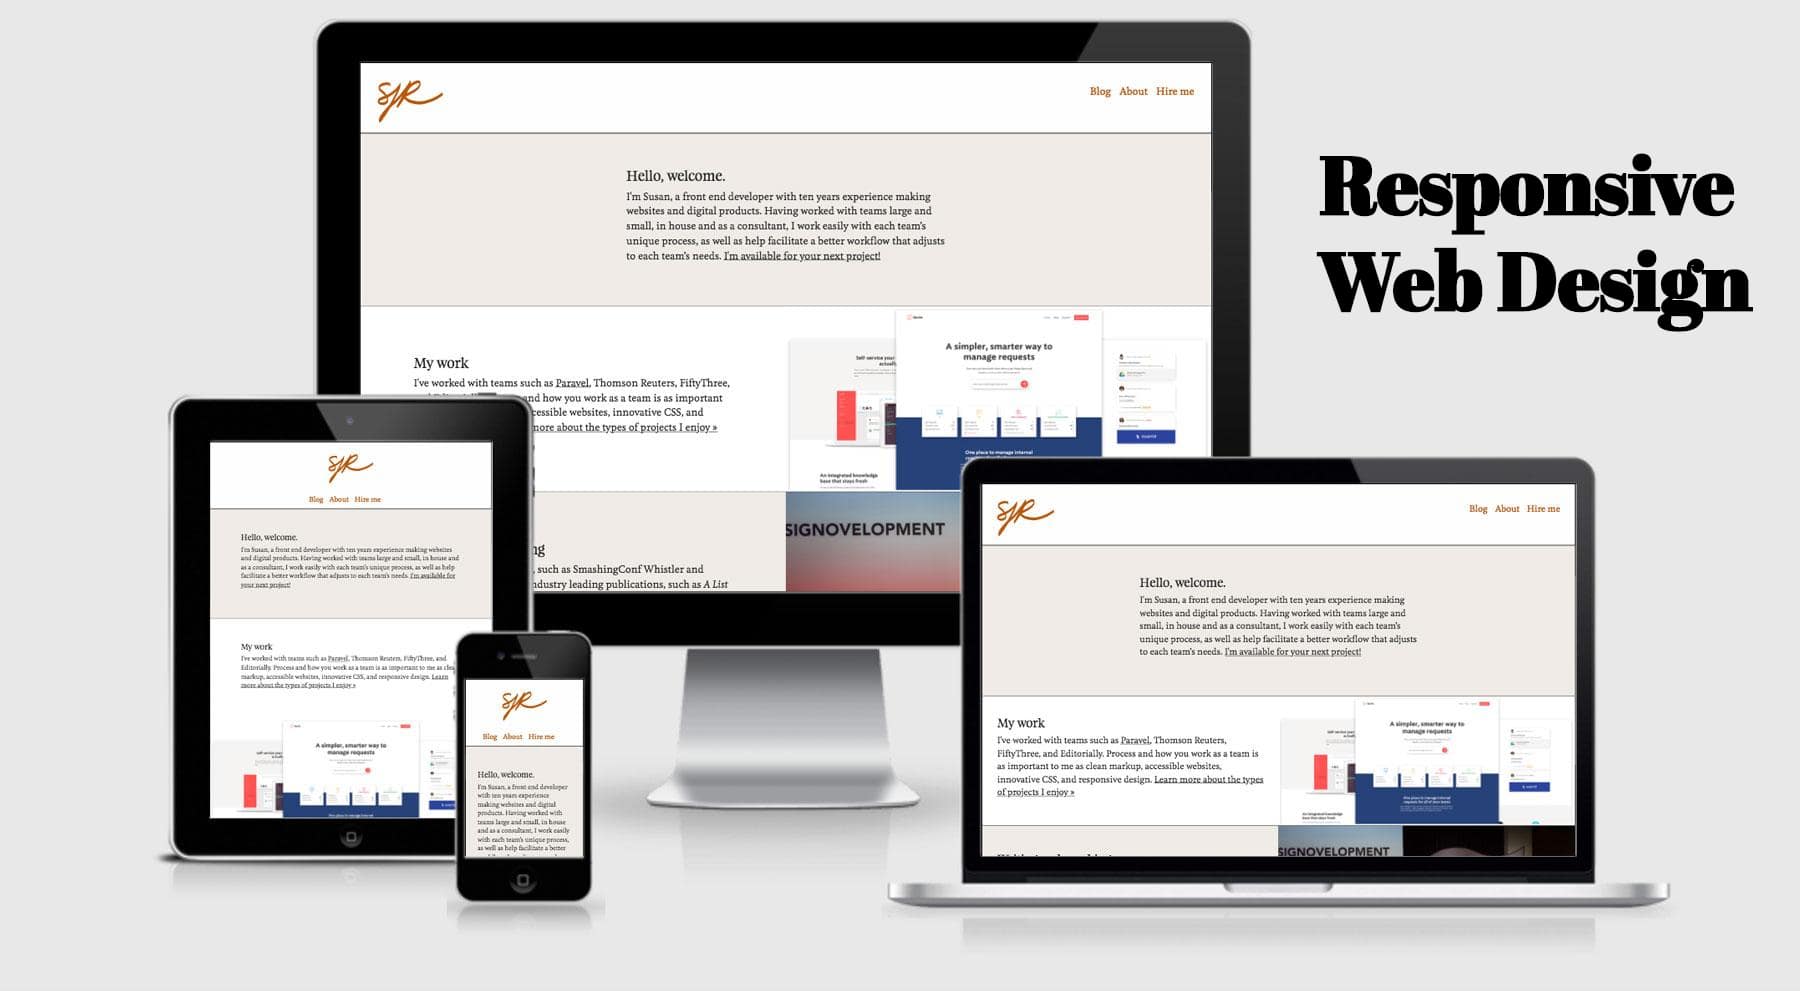 Responsive
Web Design
SJR
Blog About Hire me
Hello, welcome.
I'm Susan, a front end developer with ten years experience making
websites and digital products. Having worked with teams large and
small, in house and as a consultant, I work easily with each team's
unique process, as well as help facilitate a better workflow that adjusts
to each team's needs. I'm available for your next project!
My work
I've worked with teams such as Paravel, Thomson Reuters, FiftyThree,
and how you work as a team is as important
cessible websites, innovative CSS, and
more about the types of projects I enjoy »
A simpler, smarter way to
manage requests
Self service your
actually
An integrated knowledge
base that stays fresh
One place to manage internal
SIGNOVELOPMENT
ng
, such as SmashingConf Whistler and
ndustry leading publications, such as A List
SJR
Blog About Hire me
Hello, welcome.
I'm Susan, a front end developer with ten years experience making websites
and digital products. Having worked with teams large and small, in house and
as a consultant, I work easily with each team's unique process, as well as help
facilitate a better workflow that adjusts to each team's needs. I'm available for
your next project!
My work
I've worked with teams such as Paravel, Thomson Reuters, FiftyThree, and
Editorially. Process and how you work as a team is as important to me as clea
markup, accessible websites, innovative CSS, and responsive design. Learn
more about the types of projects I enjoy »
A simpler, smarter way to
manage requests
SJR
Blog About Hire me
Hello, welcome.
I'm Susan, a front end developer
with ten years experience
making websites and digital
products. Having worked with
teams large and small, in house
and as a consultant, I work easily
with each team's unique process,
as well as help facilitate a better
SJR
Blog About Hire me
Hello, welcome.
I'm Susan, a front end developer with ten years experience making
websites and digital products. Having worked with teams large and
small, in house and as a consultant, I work easily with each team's
unique process, as well as help facilitate a better workflow that adjusts
to each team's needs. I'm available for your next project!
My work
I've worked with teams such as Paravel, Thomson Reuters,
FiftyThree, and Editorially. Process and how you work as a team is
as important to me as clean markup, accessible websites,
innovative CSS, and responsive design. Learn more about the types
of projects I enjoy »
A simpler, smarter way to
manage requests
An integrated knowledge
base that stays fresh
One place to manage internal
requests for all of your teams
SIGNOVELOPMENT